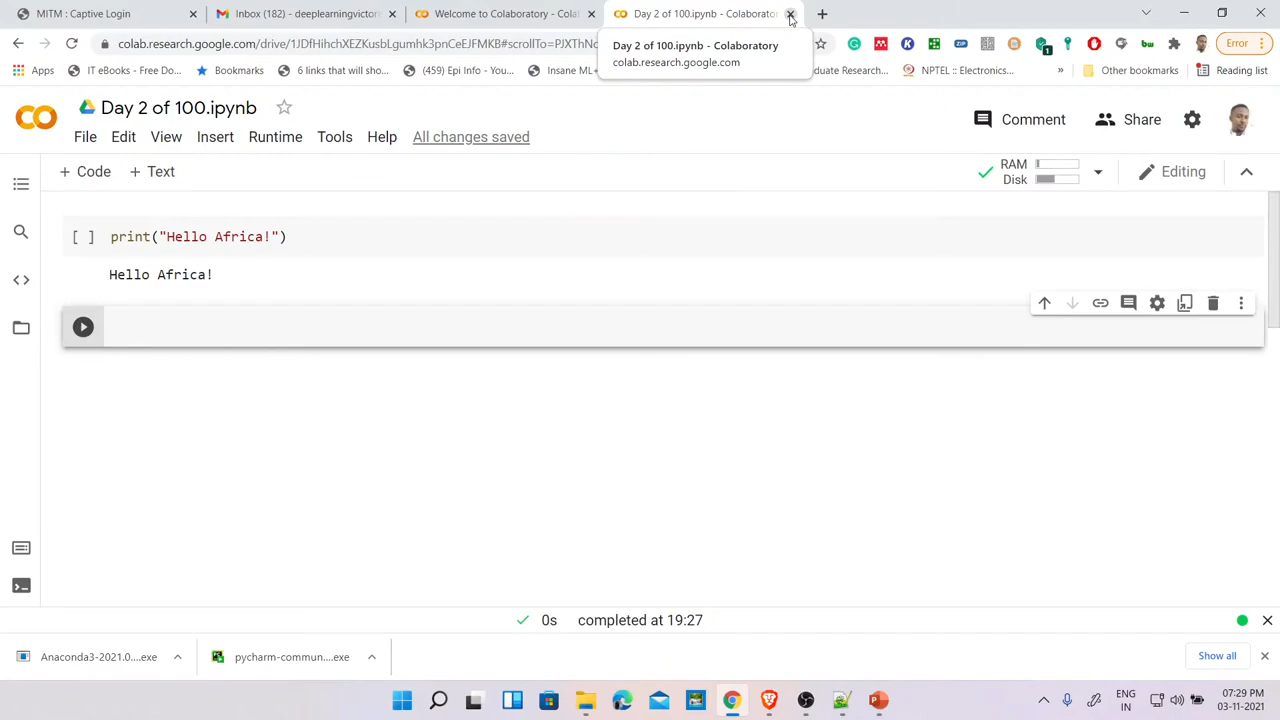 MITM : Captive Login
Inbox (182) - deeplearningvictor
Welcome to Colaboratory - Colab
Day 2 of 100.ipynb - Colaborator
colab.research.google.com/drive/1JDfHihchXEZKusbLgumhk3pnCeEJFMKB#scrollTo=PJXThNo
Error
Day 2 of 100.ipynb - Colaboratory
colab.research.google.com
Apps
IT eBooks - Free Do...
Bookmarks
6 links that will show...
(459) Epi Info - You...
Insane ML
duate Research...
NPTEL :: Electronics...
Other bookmarks
Reading list
Day 2 of 100.ipynb
File Edit View Insert Runtime Tools Help All changes saved
Comment
Share
+ Code + Text
RAM
Disk
Editing
[ ] print("Hello Africa!")
Hello Africa!
0s completed at 19:27
Anaconda3-2021.0....exe
pycharm-commun....exe
Show all
ENG
IN
07:29 PM
03-11-2021